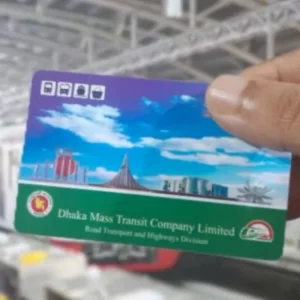 Dhaka Mass Transit Company Limited
Road Transport and Highways Division